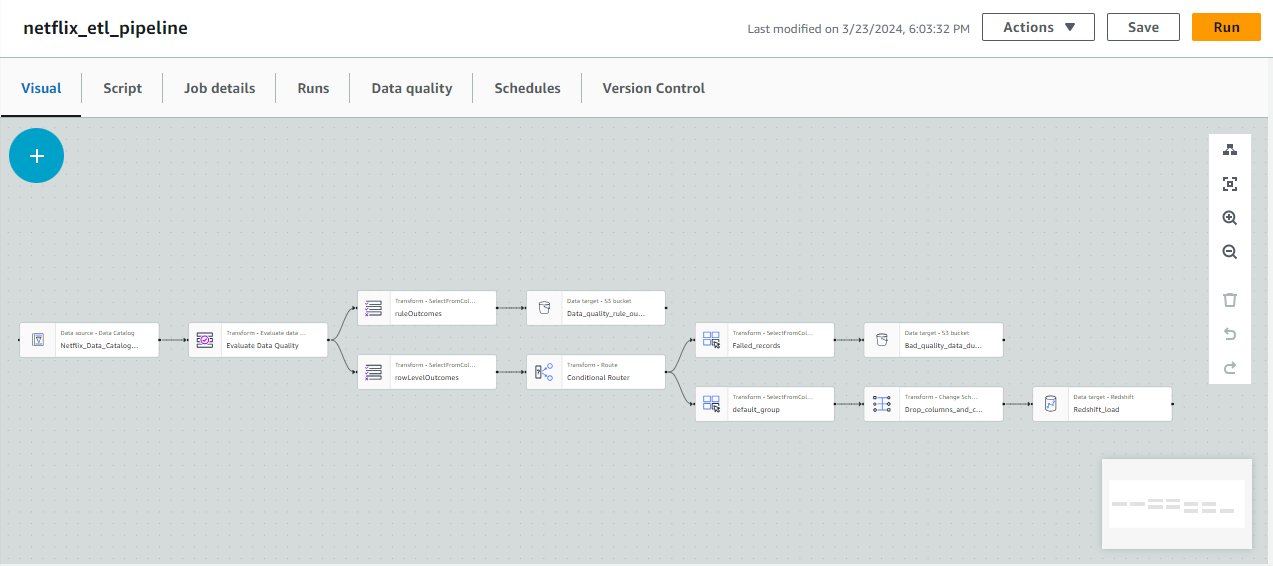 netflix_etl_pipeline
Last modified on 3/23/2024, 6:03:32 PM
Actions
Save
Run
Visual
Script
Job details
Runs
Data quality
Schedules
Version Control
Transform - SelectFromCol...
ruleOutcomes
Data target - S3 bucket
Data_quality_rule_ou...
Data source - Data Catalog
Netflix_Data_Catalog...
Transform - Evaluate data ...
Evaluate Data Quality
Transform - SelectFromCol...
rowLevelOutcomes
Transform - Route
Conditional Router
Transform - SelectFromCol...
Failed_records
Data target - S3 bucket
Bad_quality_data_du...
Transform - SelectFromCol...
default_group
Transform - Change Sch...
Drop_columns_and_c...
Data target - Redshift
Redshift_load